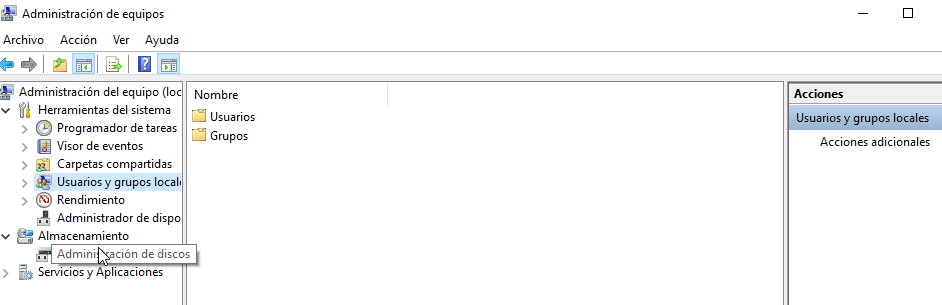 Administración de equipos
Archivo Acción Ver Ayuda
Administración del equipo (loc
Herramientas del sistema
Programador de tareas
Visor de eventos
Carpetas compartidas
Usuarios y grupos locale
Rendimiento
Administrador de dispo
Almacenamiento
Administración de discos
Servicios y Aplicaciones
Nombre
Usuarios
Grupos
Acciones
Usuarios y grupos locales
Acciones adicionales